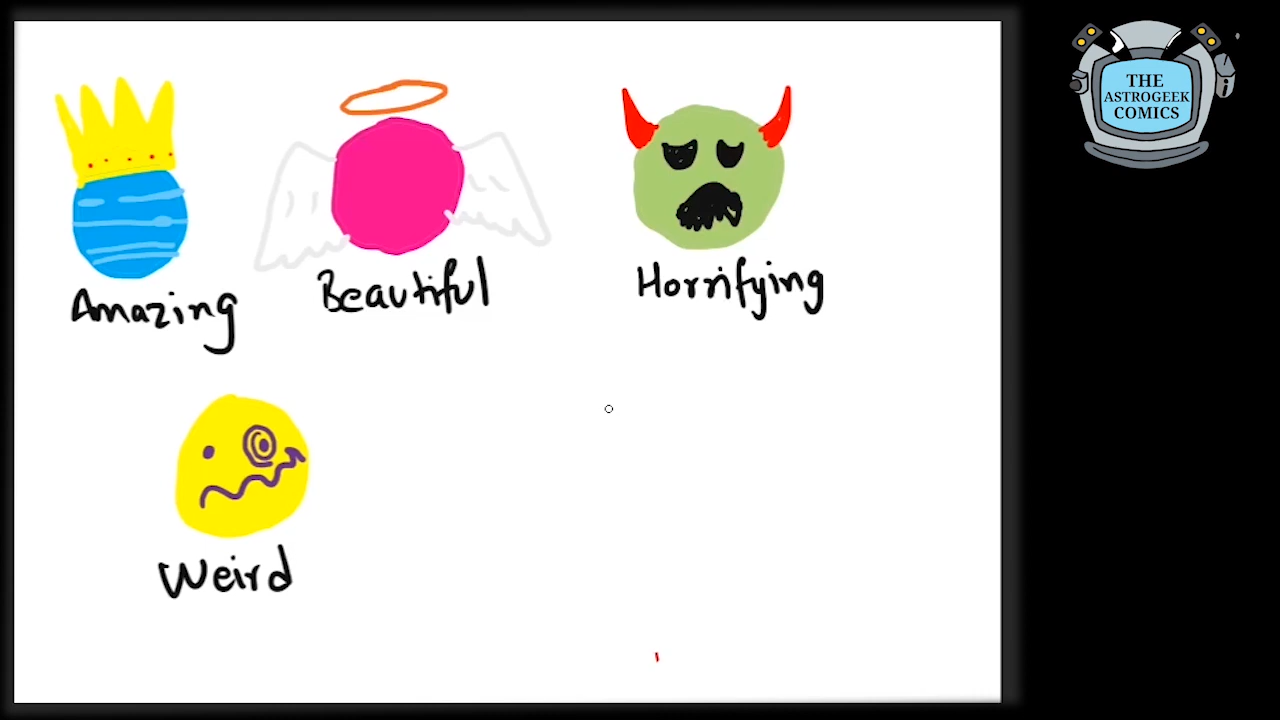 Amazing
Beautiful
Horrifying
Weird
THE
ASTROGEEK
COMICS